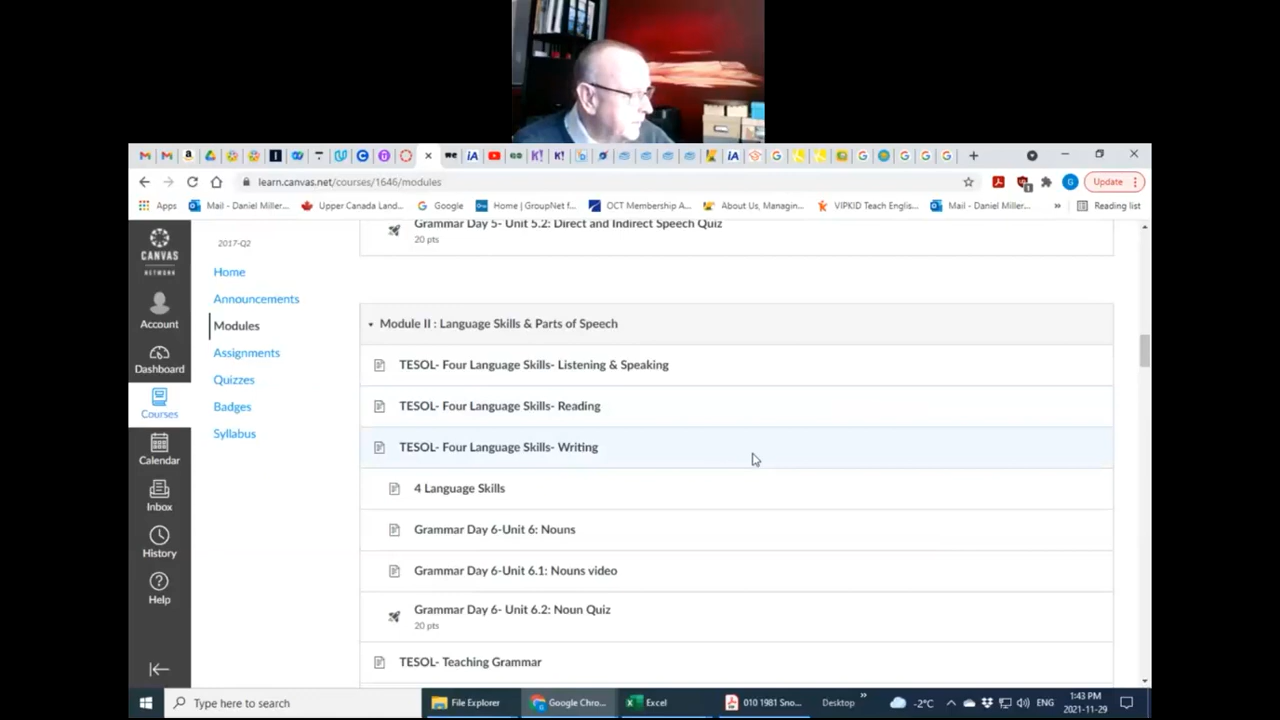 learn.canvas.net/courses/1646/modules
Update
Apps
Mail - Daniel Miller...
Upper Canada Land...
Google
Home | GroupNet f...
OCT Membership A...
About Us, Managin...
VIPKID Teach Englis...
Mail - Daniel Miller...
»
Reading list
CANVAS
NETWORK
Account
Dashboard
Courses
Calendar
Inbox
History
Help
2017-Q2
Home
Announcements
Modules
Assignments
Quizzes
Badges
Syllabus
Grammar Day 5- Unit 5.2: Direct and Indirect Speech Quiz
20 pts
Module II : Language Skills & Parts of Speech
TESOL- Four Language Skills- Listening & Speaking
TESOL- Four Language Skills- Reading
TESOL- Four Language Skills- Writing
4 Language Skills
Grammar Day 6-Unit 6: Nouns
Grammar Day 6-Unit 6.1: Nouns video
Grammar Day 6- Unit 6.2: Noun Quiz
20 pts
TESOL- Teaching Grammar
Type here to search
File Explorer
Google Chro...
Excel
010 1981 Sno...
Desktop
»
-2°C
ENG
1:43 PM
2021-11-29